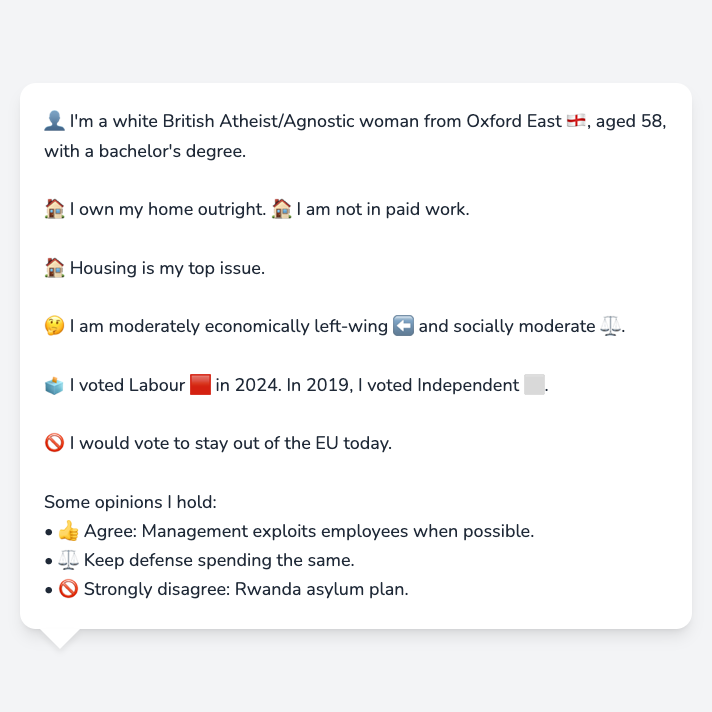 👤 I'm a white British Atheist/Agnostic woman from Oxford East 🏴󠁧󠁢󠁥󠁮󠁧󠁿, aged 58,
with a bachelor's degree.
🏠 I own my home outright. 🏠 I am not in paid work.
🏠 Housing is my top issue.
🤔 I am moderately economically left-wing ⬅️ and socially moderate ⚖️.
🗳️ I voted Labour 🟥 in 2024. In 2019, I voted Independent ⬜.
🚫 I would vote to stay out of the EU today.
Some opinions I hold:
• 👍 Agree: Management exploits employees when possible.
• ⚖️ Keep defense spending the same.
• 🚫 Strongly disagree: Rwanda asylum plan.